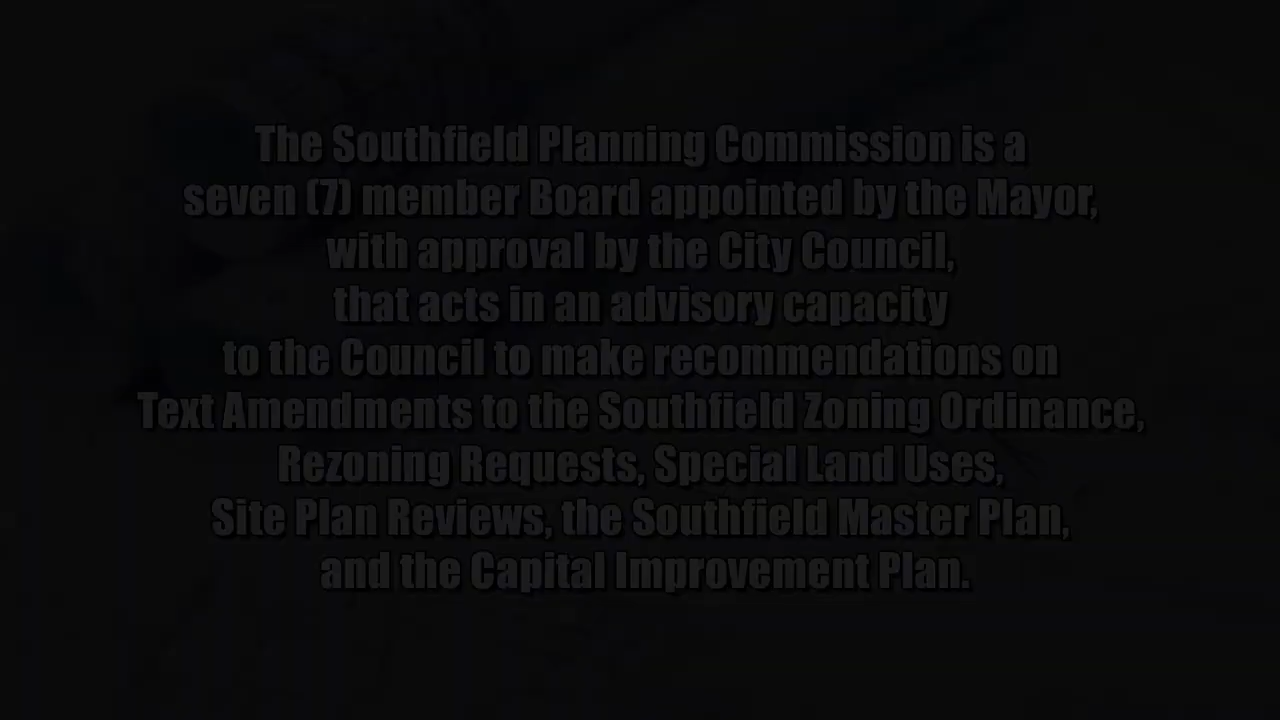 The Southfield Planning Commission is a
seven (7) member Board appointed by the Mayor,
with approval by the City Council,
that acts in an advisory capacity
to the Council to make recommendations on
Text Amendments to the Southfield Zoning Ordinance,
Rezoning Requests, Special Land Uses,
Site Plan Reviews, the Southfield Master Plan,
and the Capital Improvement Plan.